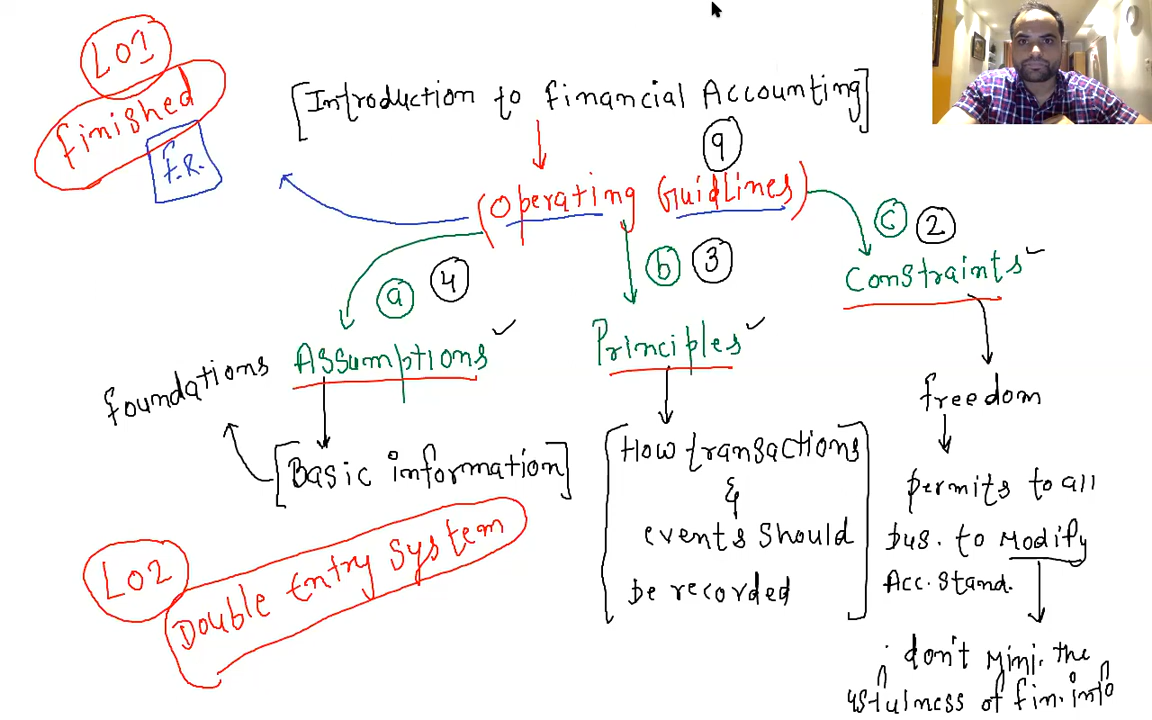 LO1
Finished
F.R.
[Introduction to Financial Accounting]
9
(Operating Guidlines)
a 4
b 3
c 2
Assumptions
foundations
[Basic information]
Principles
[How transactions
&
events should
be recorded]
Constraints
freedom
permits to all
bus. to Modify
Acc. Stand.
don't Mini. the
usfulness of fin. info
LO2
Double Entry System